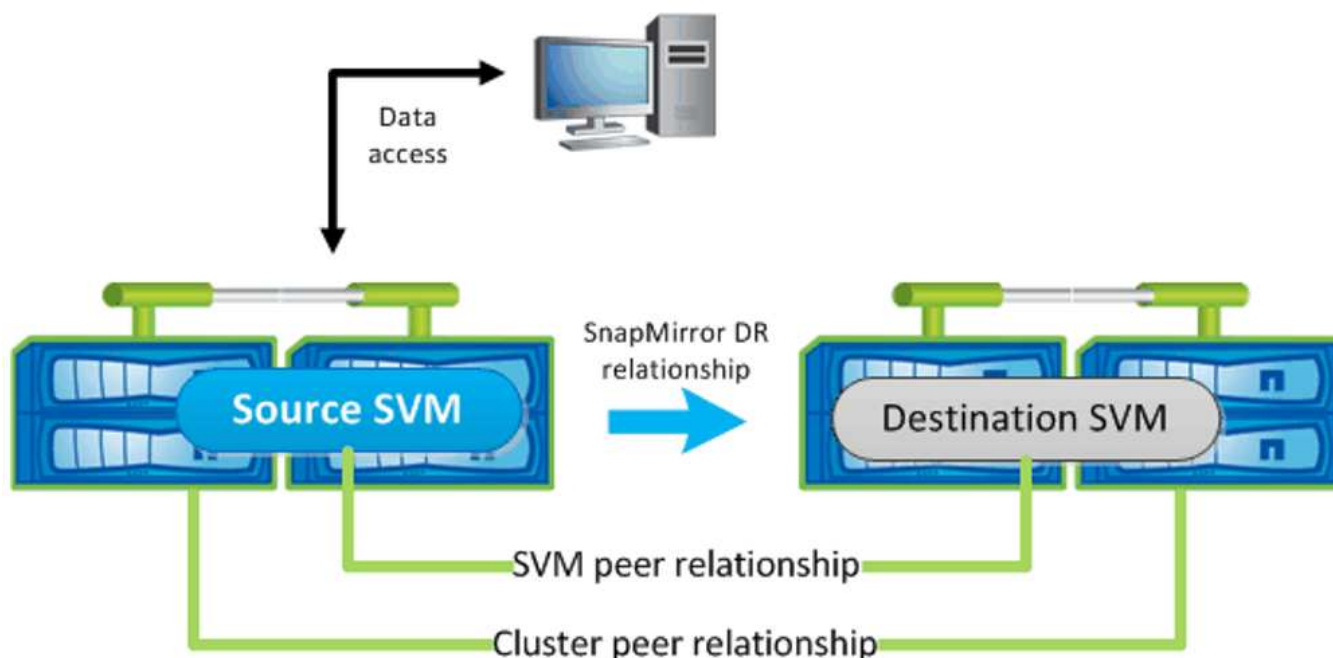 Data
access
SnapMirror DR
relationship
Source SVM
Destination SVM
SVM peer relationship
Cluster peer relationship